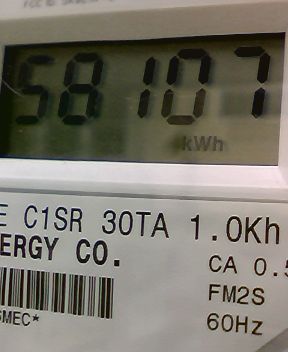 58107
kWh
E C1SR 30TA 1.0Kh
ERGY CO.
CA 0.5
FM2S
60Hz
SMEC*